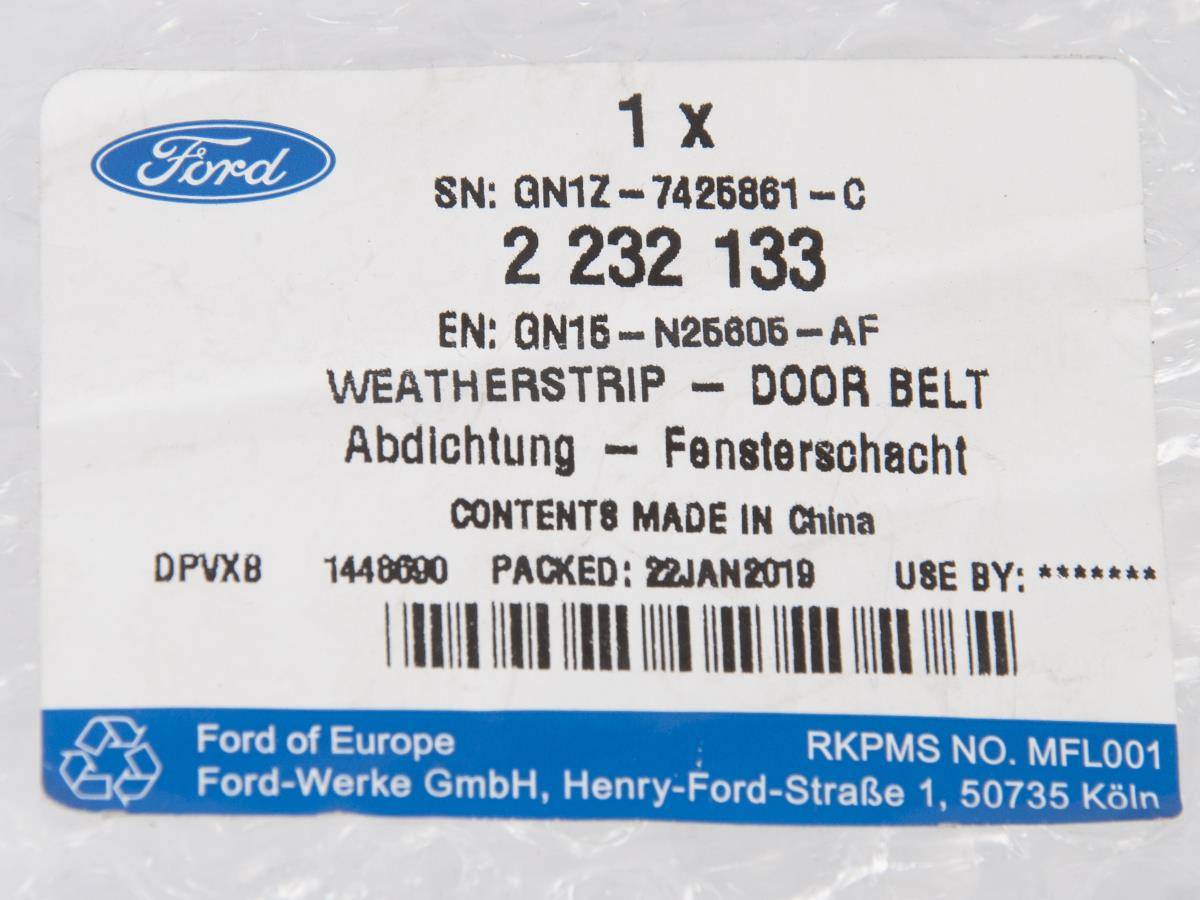 Ford
1 x
SN: GN1Z-7425861-C
2 232 133
EN: GN15-N25605-AF
WEATHERSTRIP - DOOR BELT
Abdichtung - Fensterschacht
CONTENTS MADE IN China
DPVXB 1448690 PACKED: 22JAN2019 USE BY: *******
Ford of Europe RKPMS NO. MFL001
Ford-Werke GmbH, Henry-Ford-Straße 1, 50735 Köln